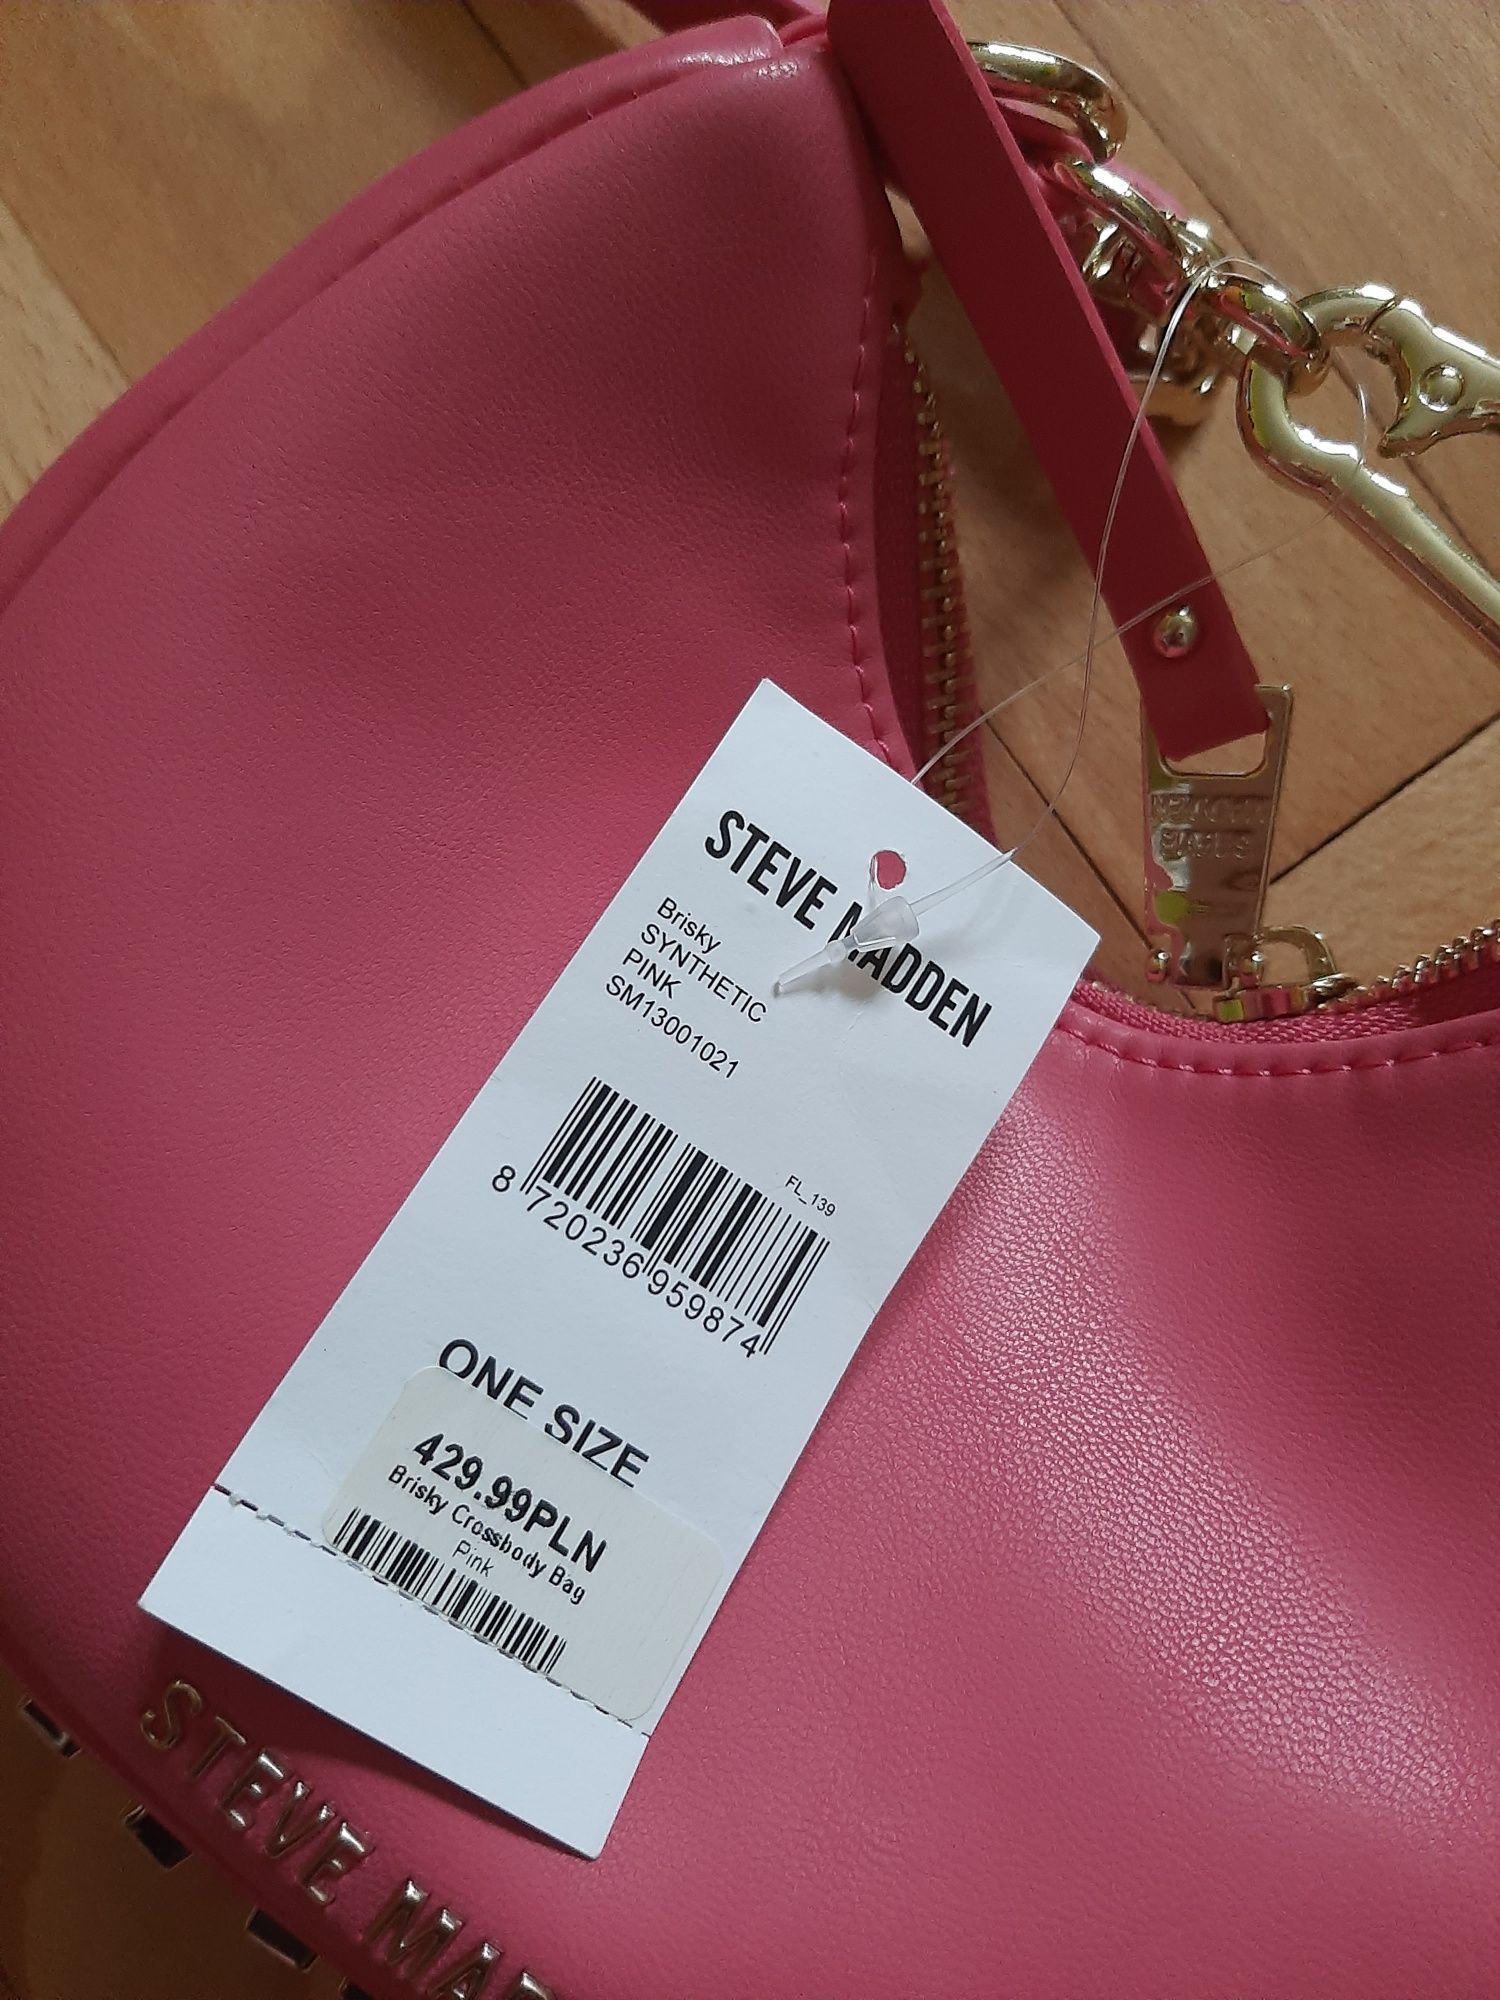 STEVE MADDEN
Brisky
SYNTHETIC
PINK
SM13001021
FL_139
8 720236 959874
ONE SIZE
429.99PLN
Brisky Crossbody Bag
Pink
STEVE MAD